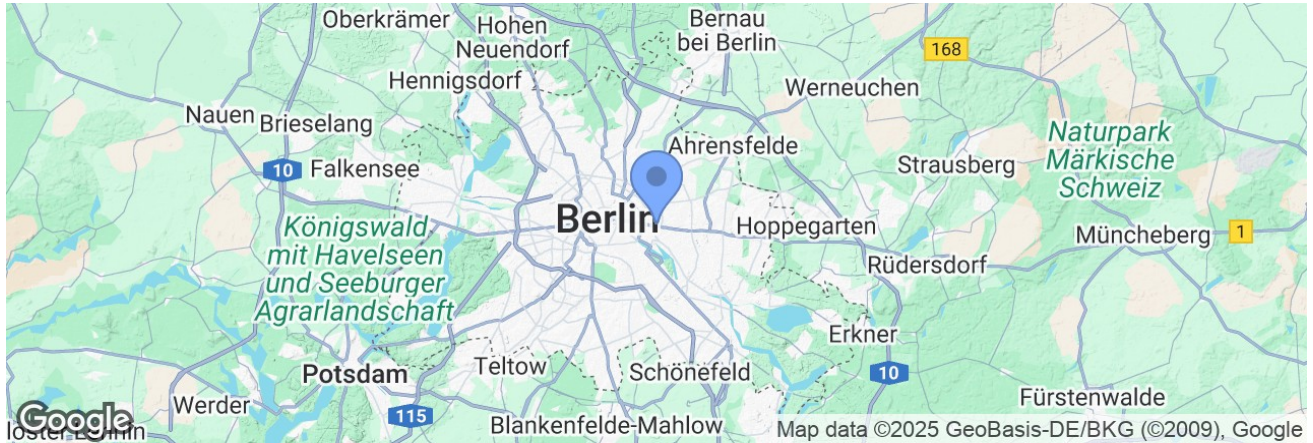 Oberkrämer
Hohen
Neuendorf
Bernau
bei Berlin
168
Hennigsdorf
Werneuchen
Nauen
Brieselang
Ahrensfelde
Naturpark
Märkische
Schweiz
10
Falkensee
Strausberg
Berlin
Hoppegarten
Königswald
mit Havelseen
und Seeburger
Agrarlandschaft
Müncheberg
1
Rüdersdorf
Erkner
Potsdam
Teltow
Schönefeld
10
Werder
115
Fürstenwalde
Google
Blankenfelde-Mahlow
Map data ©2025 GeoBasis-DE/BKG (©2009), Google